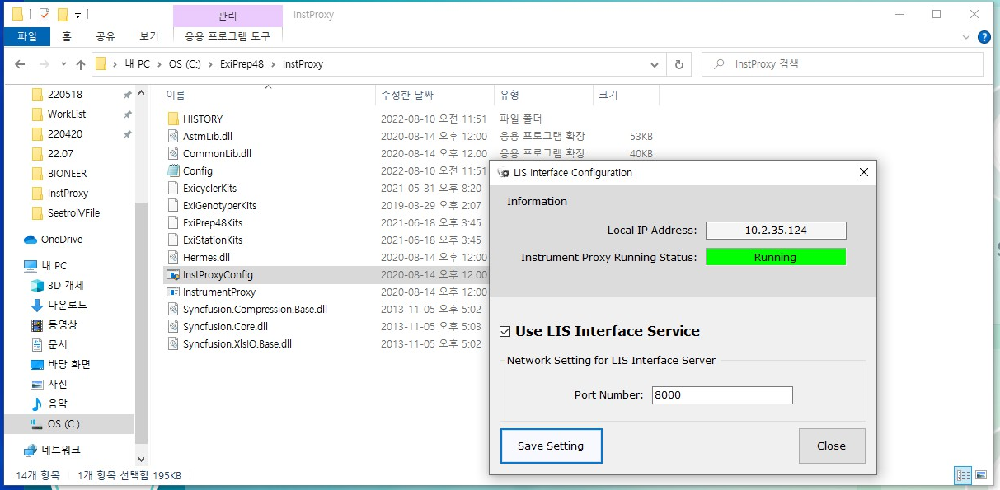 관리
InstProxy
파일
홈
공유
보기
응용 프로그램 도구
내 PC
OS (C:)
ExiPrep48
InstProxy
InstProxy 검색
220518
WorkList
220420
22.07
BIONEER
InstProxy
SeetrolVFile
OneDrive
내 PC
3D 개체
다운로드
동영상
문서
바탕 화면
사진
음악
OS (C:)
네트워크
이름 수정한 날짜 유형 크기
HISTORY 2022-08-10 오전 11:51 파일 폴더
AstmLib.dll 2020-08-14 오후 12:00 응용 프로그램 확장 53KB
CommonLib.dll 2020-08-14 오후 12:00 응용 프로그램 확장 40KB
Config 2022-08-10 오전 11:51
ExicyclerKits 2021-05-31 오후 8:20
ExiGenotyperKits 2019-03-29 오후 2:07
ExiPrep48Kits 2021-06-18 오후 3:45
ExiStationKits 2021-06-18 오후 3:45
Hermes.dll 2020-08-14 오후 12:00
InstProxyConfig 2020-08-14 오후 12:00
InstrumentProxy 2020-08-14 오후 12:00
Syncfusion.Compression.Base.dll 2013-11-05 오후 5:02
Syncfusion.Core.dll 2013-11-05 오후 5:03
Syncfusion.XlsIO.Base.dll 2013-11-05 오후 5:02
LIS Interface Configuration
Information
Local IP Address: 10.2.35.124
Instrument Proxy Running Status: Running
Use LIS Interface Service
Network Setting for LIS Interface Server
Port Number: 8000
Save Setting
Close
14개 항목 1개 항목 선택함 195KB